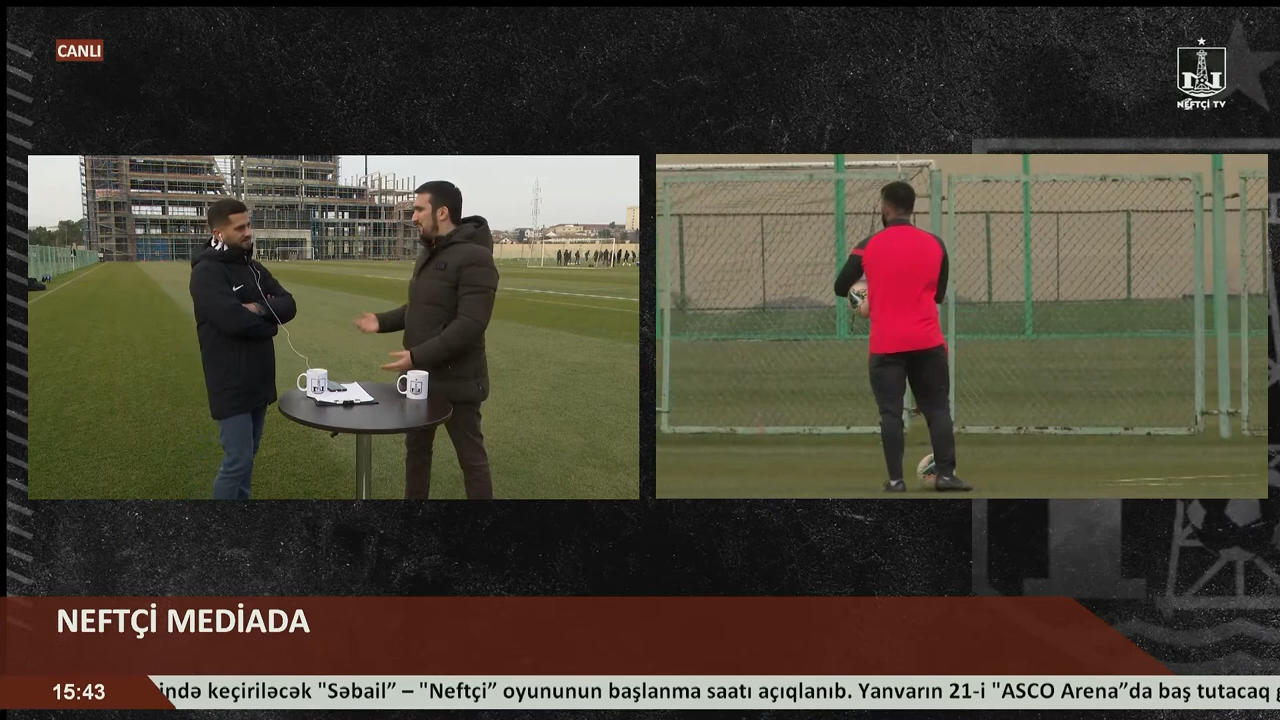 CANLI
NEFTÇİ TV
NEFTÇİ MEDİADA
15:43
ində keçiriləcək "Səbail” – "Neftçi” oyununun başlanma saatı açıqlanıb. Yanvarın 21-i "ASCO Arena”da baş tutacaq